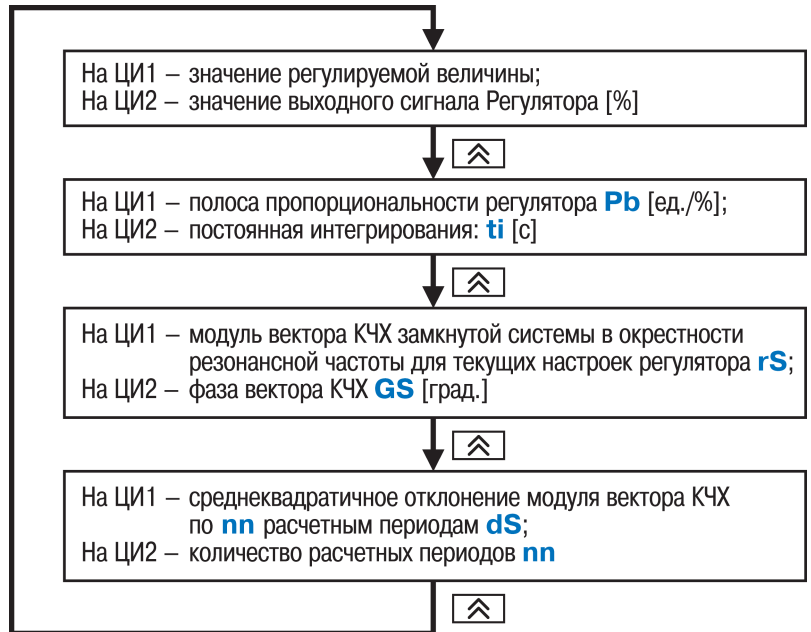 На ЦИ1 – значение регулируемой величины;
На ЦИ2 – значение выходного сигнала Регулятора [%]
На ЦИ1 – полоса пропорциональности регулятора Pb [ед./%];
На ЦИ2 – постоянная интегрирования: ti [с]
На ЦИ1 – модуль вектора КЧХ замкнутой системы в окрестности
резонансной частоты для текущих настроек регулятора rS;
На ЦИ2 – фаза вектора КЧХ GS [град.]
На ЦИ1 – среднеквадратичное отклонение модуля вектора КЧХ
по nn расчетным периодам dS;
На ЦИ2 – количество расчетных периодов nn